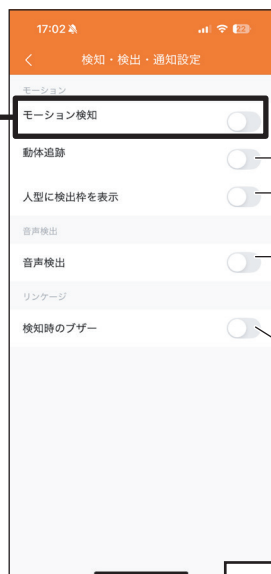 17:02
22
検知・検出・通知設定
モーション
モーション検知
動体追跡
人型に検出枠を表示
音声検出
音声検出
リンケージ
検知時のブザー